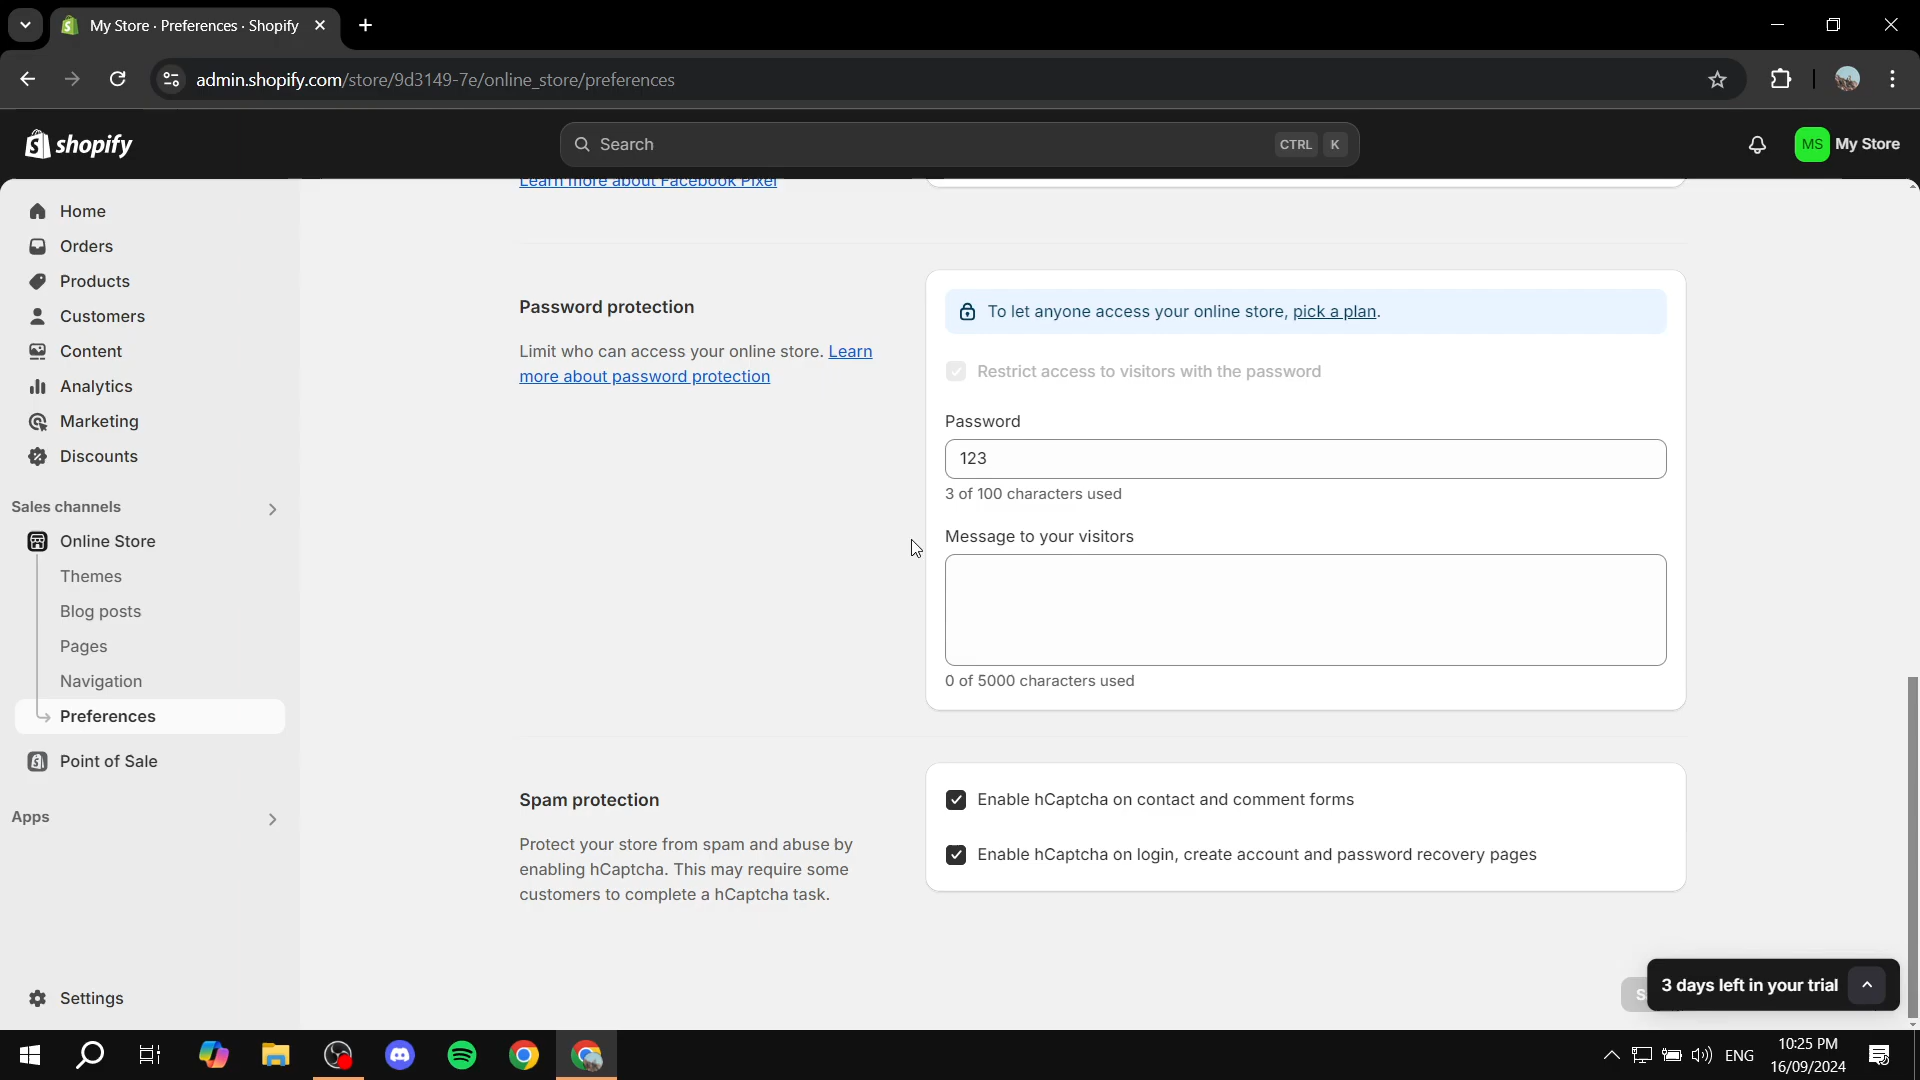 My Store · Preferences · Shopify
admin.shopify.com/store/9d3149-7e/online_store/preferences
shopify
Search
CTRL K
MS My Store
Learn more about Facebook Pixel
Home
Orders
Products
Customers
Content
Analytics
Marketing
Discounts
Sales channels
Online Store
Themes
Blog posts
Pages
Navigation
Preferences
Point of Sale
Apps
Settings
Password protection
Limit who can access your online store. Learn
more about password protection
To let anyone access your online store, pick a plan.
Restrict access to visitors with the password
Password
123
3 of 100 characters used
Message to your visitors
0 of 5000 characters used
Spam protection
Protect your store from spam and abuse by
enabling hCaptcha. This may require some
customers to complete a hCaptcha task.
Enable hCaptcha on contact and comment forms
Enable hCaptcha on login, create account and password recovery pages
3 days left in your trial
ENG
10:25 PM
16/09/2024